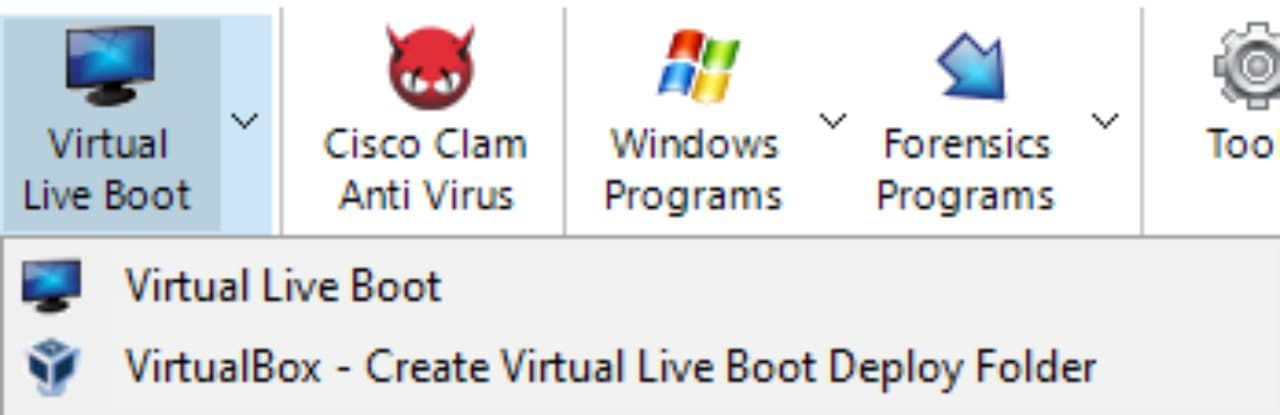 Virtual
Live Boot
Cisco Clam
Anti Virus
Windows
Programs
Forensics
Programs
Too
Virtual Live Boot
VirtualBox - Create Virtual Live Boot Deploy Folder